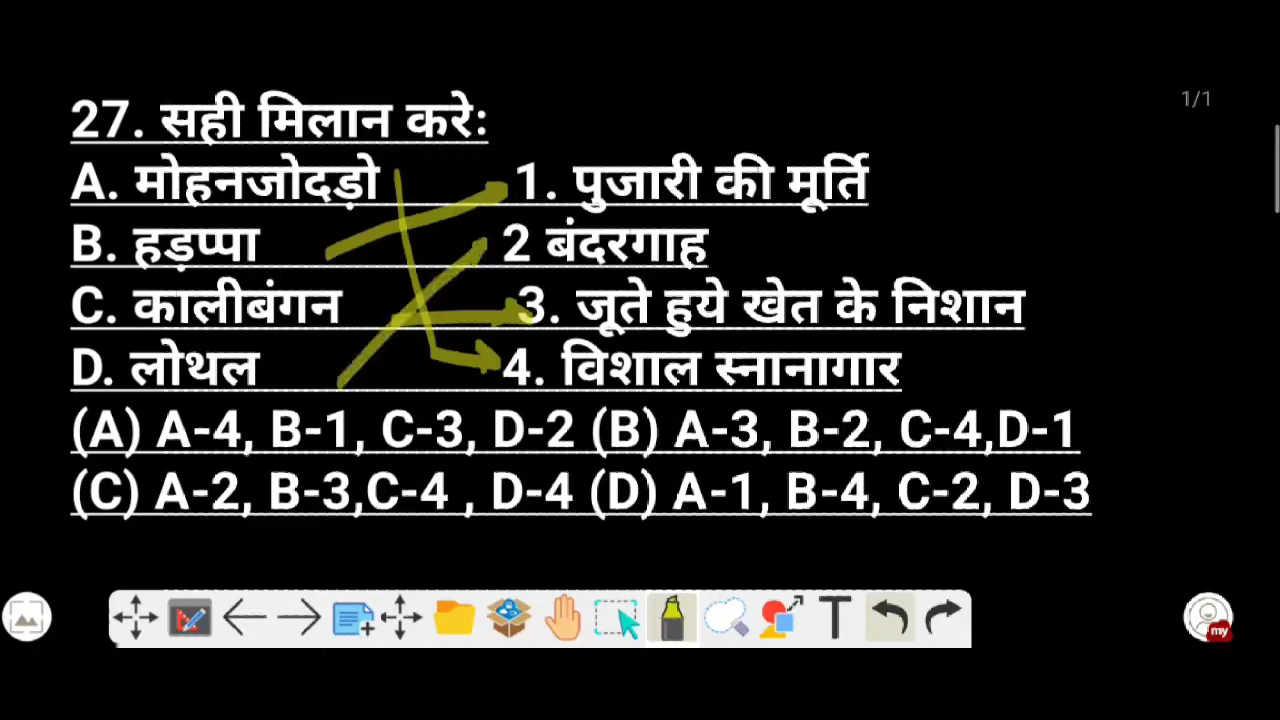 1/1
27. सही मिलान करेः
A. मोहनजोदड़ो 1. पुजारी की मूर्ति
B. हड़प्पा 2 बंदरगाह
C. कालीबंगन 3. जूते हुये खेत के निशान
D. लोथल 4. विशाल स्नानागार
(A) A-4, B-1, C-3, D-2 (B) A-3, B-2, C-4,D-1
(C) A-2, B-3,C-4 , D-4 (D) A-1, B-4, C-2, D-3
T
my